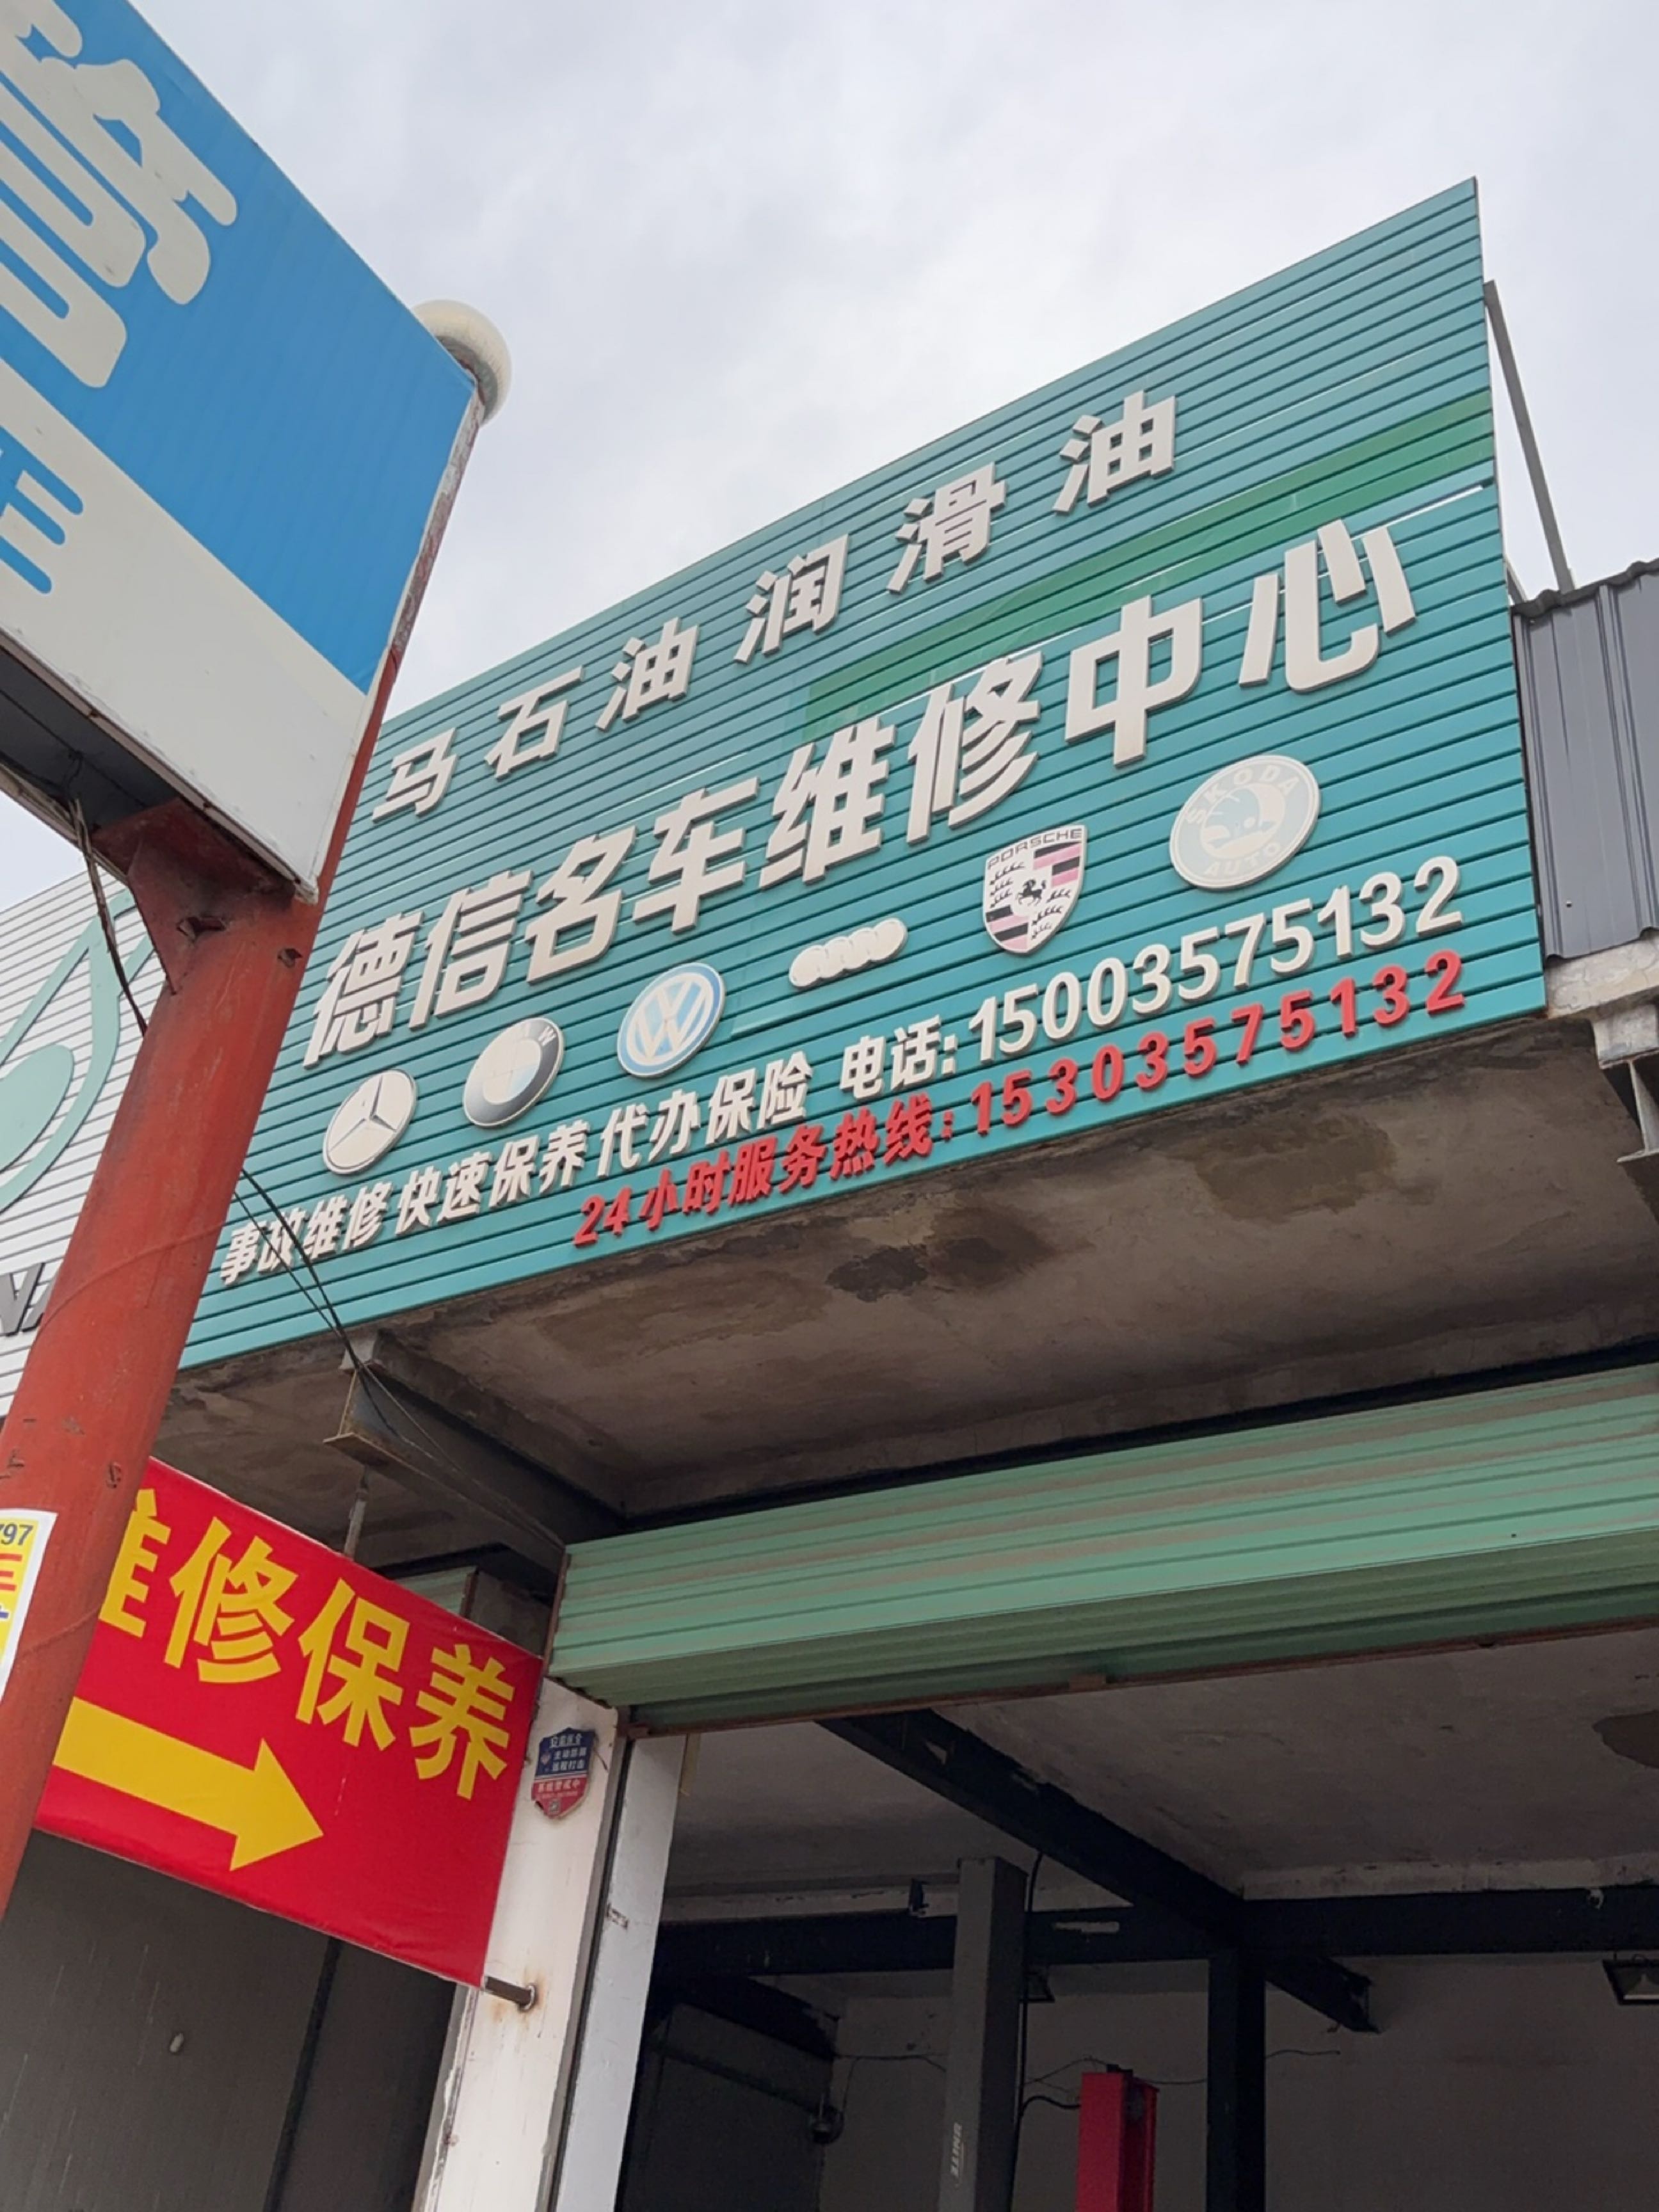 马石油润滑油
德信名车维修中心
PORSCHE
SKODA
AUTO
事故维修 快速保养 代办保险 电话: 15003575132
24小时服务热线: 15303575132
797
修保养
UNITE